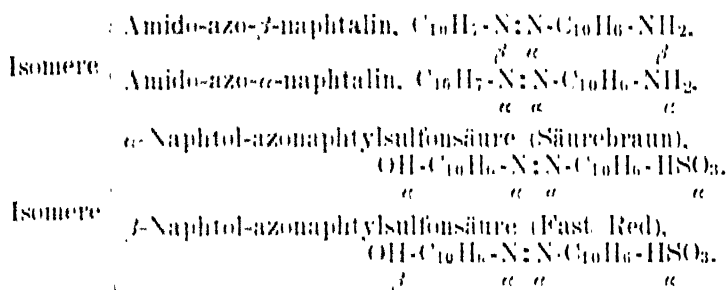 Amido-azo-β-naphtalin, C₁₀H₇-N:N-C₁₀H₆-NH₂.
β α β
Isomere
Amido-azo-α-naphtalin, C₁₀H₇-N:N-C₁₀H₆-NH₂.
α α α
α-Naphtol-azonaphtylsulfonsäure (Säurebraun),
OH-C₁₀H₆-N:N-C₁₀H₆-HSO₃.
α α α α
Isomere
β-Naphtol-azonaphtylsulfonsäure (Fast Red),
OH-C₁₀H₆-N:N-C₁₀H₆-HSO₃.
β α α α